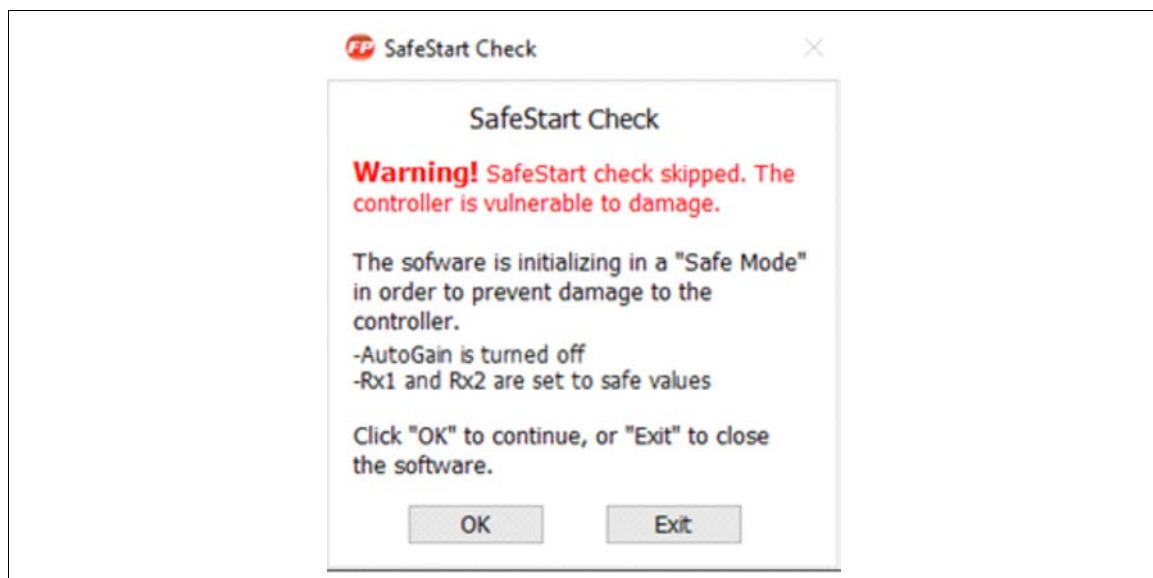 FP SafeStart Check
SafeStart Check
Warning! SafeStart check skipped. The
controller is vulnerable to damage.
The sofware is initializing in a "Safe Mode"
in order to prevent damage to the
controller.
-AutoGain is turned off
-Rx1 and Rx2 are set to safe values
Click "OK" to continue, or "Exit" to close
the software.
OK Exit